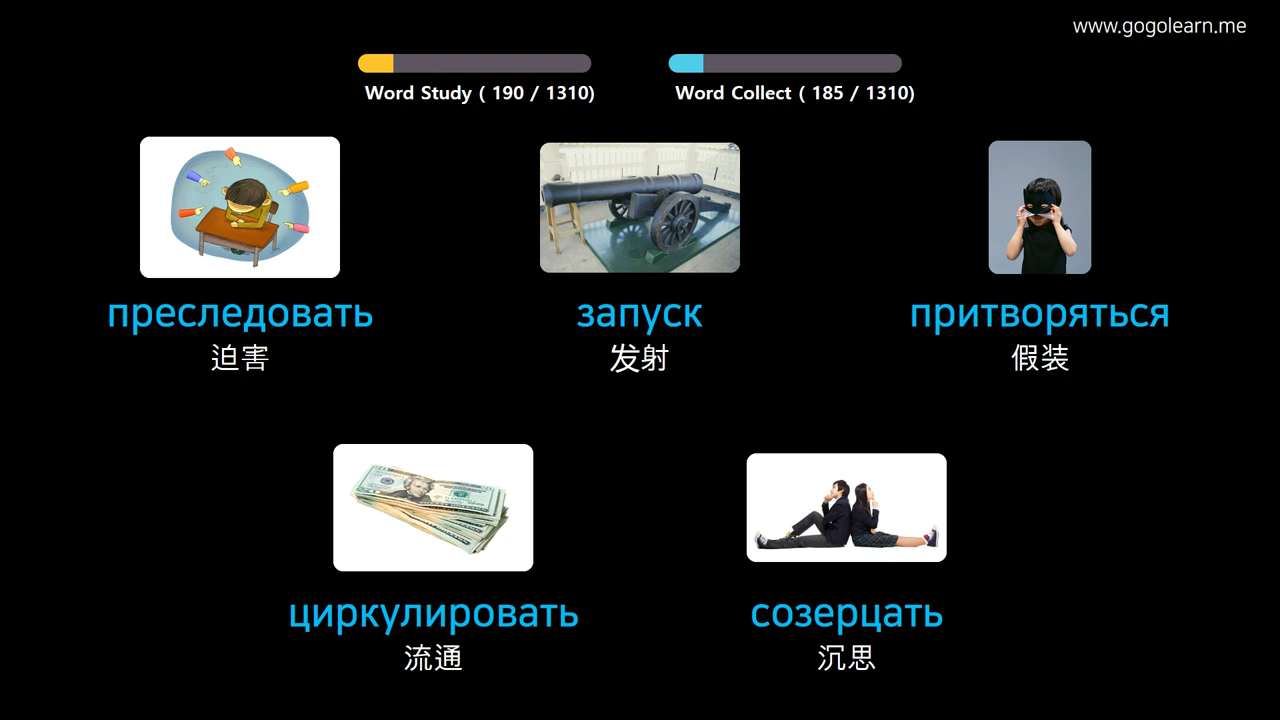 www.gogolearn.me
Word Study ( 190 / 1310)
Word Collect ( 185 / 1310)
преследовать
迫害
запуск
发射
притворяться
假装
циркулировать
流通
созерцать
沉思